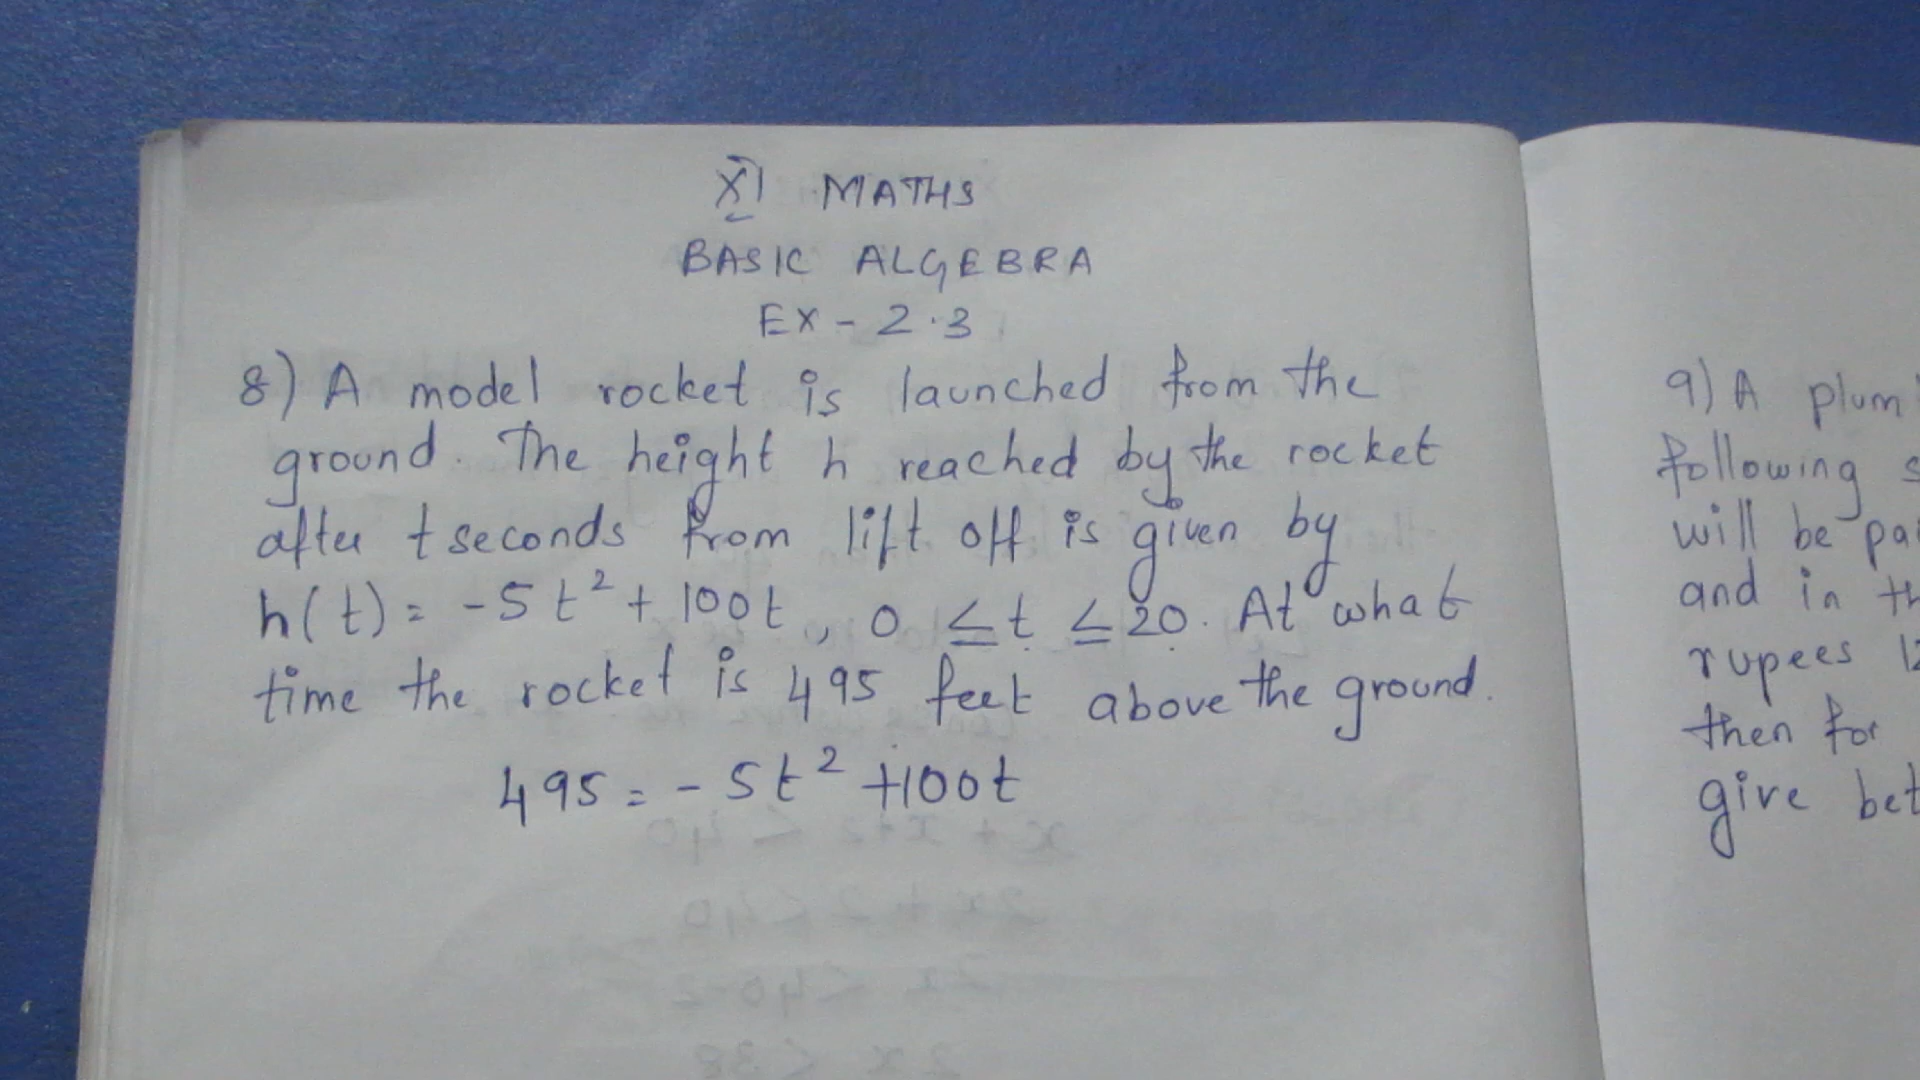 XI MATHS
BASIC ALGEBRA
EX - 2.3
8) A model rocket is launched from the
ground. The height h reached by the rocket
after t seconds from lift off is given by
h(t) = -5t² + 100t, 0 ≤ t ≤ 20. At what
time the rocket is 495 feet above the ground.
495 = -5t² + 100t
9) A plum
following s
will be pai
and in th
rupees 12
then for
give bet